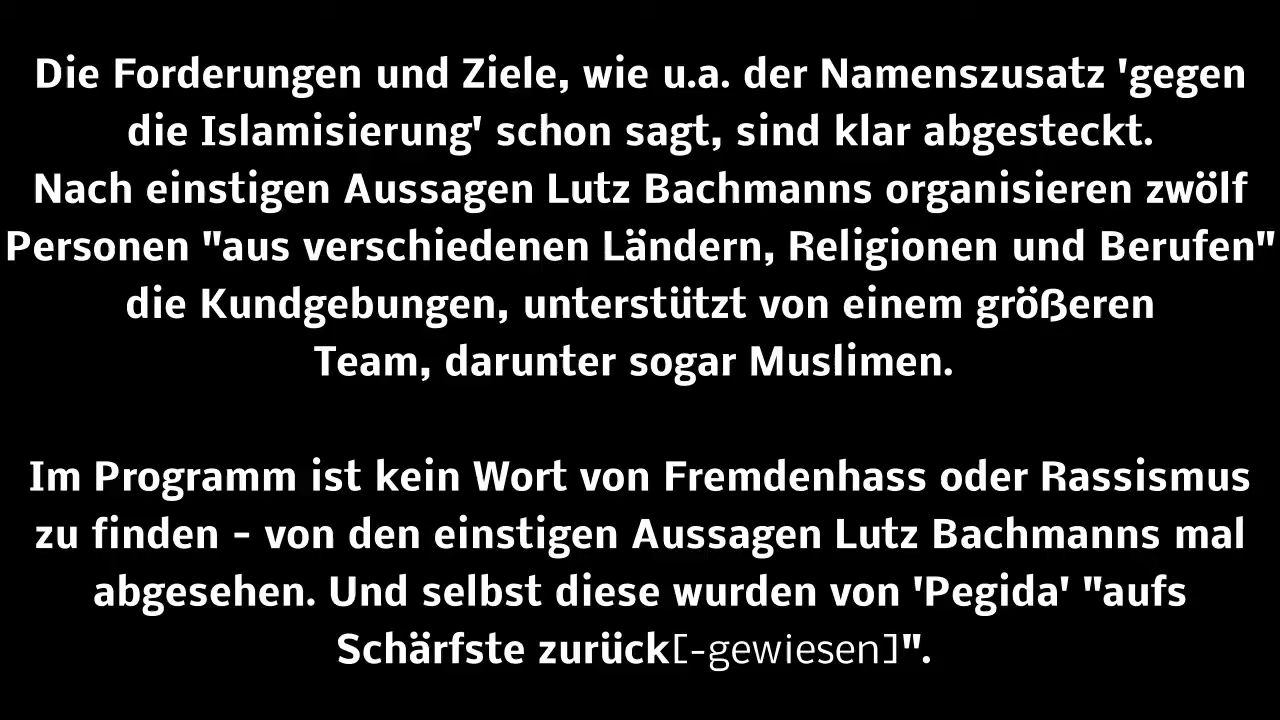 Die Forderungen und Ziele, wie u.a. der Namenszusatz 'gegen
die Islamisierung' schon sagt, sind klar abgesteckt.
Nach einstigen Aussagen Lutz Bachmanns organisieren zwölf
Personen "aus verschiedenen Ländern, Religionen und Berufen"
die Kundgebungen, unterstützt von einem größeren
Team, darunter sogar Muslimen.
Im Programm ist kein Wort von Fremdenhass oder Rassismus
zu finden - von den einstigen Aussagen Lutz Bachmanns mal
abgesehen. Und selbst diese wurden von 'Pegida' "aufs
Schärfste zurück[-gewiesen]".